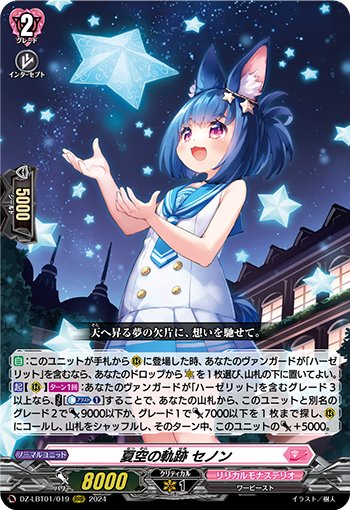 2
グレード
インターセプト
5000
シールド
天へ昇る夢の欠片に、想いを馳せて。
自：このユニットが手札からⓇに登場した時、あなたのヴァンガードが「ハーゼ
リット」を含むなら、あなたのドロップから を1枚選び、山札の下に置いてよい。
起【Ⓡ】【ターン1回】：あなたのヴァンガードが「ハーゼリット」を含むグレード3
以上なら、 することで、あなたの山札からこのユニットと別名の
グレード2で 9000以下か、グレード1で 7000以下を1枚まで探し、Ⓡに
コールし、山札をシャッフルし、そのターン中、このユニットの +5000。
ノーマルユニット
真空の軌跡 セノン
リリカルモナステリオ
ワービースト
パワー
8000
クリティカル
1
DZ-LBT01/019 RRR 2024
イラスト／樹人